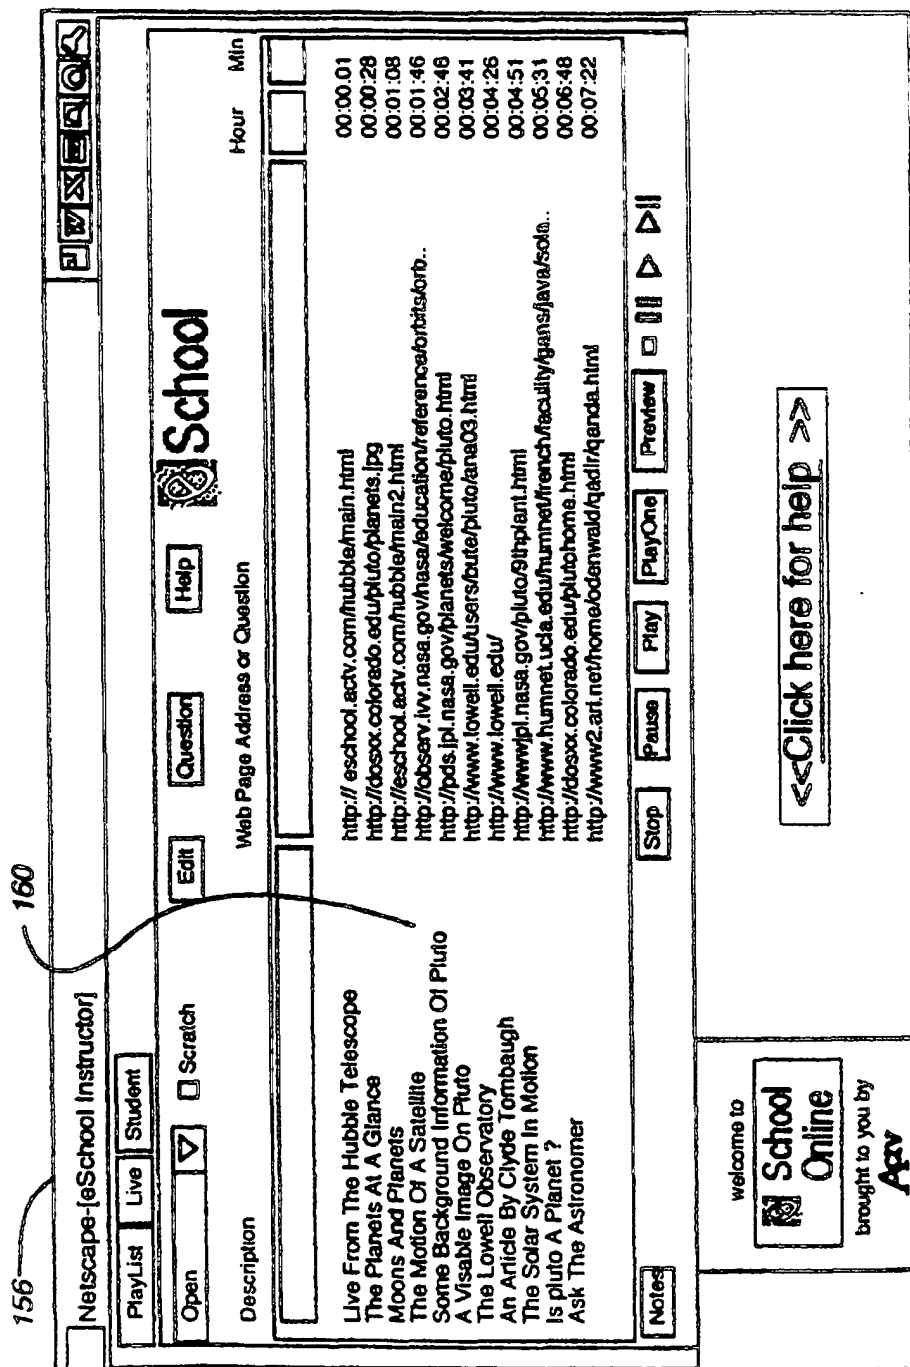 156
160
Netscape-[eSchool Instructor]
PlayList Live Student
Open Scratch Edit Question Help School
Description Web Page Address or Question Hour Min
Live From The Hubble Telescope http:// eschool.actv.com/hubble/main.html 00:00.01
The Planets At A Glance http://dosxx.colorado.edu/pluto/planets.jpg 00:00:28
Moons And Planets http://eschool.actv.com/hubble/main2.html 00:01:08
The Motion Of A Satellite http://observ.ivv.nasa.gov/nasa/education/reference/orbits/orb.. 00:01:46
Some Background Information Of Pluto http://pds.jpl.nasa.gov/planets/welcome/pluto.html 00:02:46
A Visable Image On Pluto http://www.lowell.edu/users/bute/pluto/ana03.html 00:03:41
The Lowell Observatory http://www.lowell.edu/ 00:04:26
An Article By Clyde Tombaugh http://wwwjpl.nasa.gov/pluto/9thplant.html 00:04:51
The Solar System In Motion http://www.humnet.ucla.edu/humnet/french/faculity/gans/java/sola.. 00:05:31
Is pluto A Planet ? http://dosxx.colorado.edu/plutohome.html 00:06:48
Ask The Astronomer http://www2.ari.net/home/odenwald/qadir/qanda.html 00:07:22
Notes Stop Pause Play PlayOne Preview
welcome to
School
Online
brought to you by
Actv
<<Click here for help >>